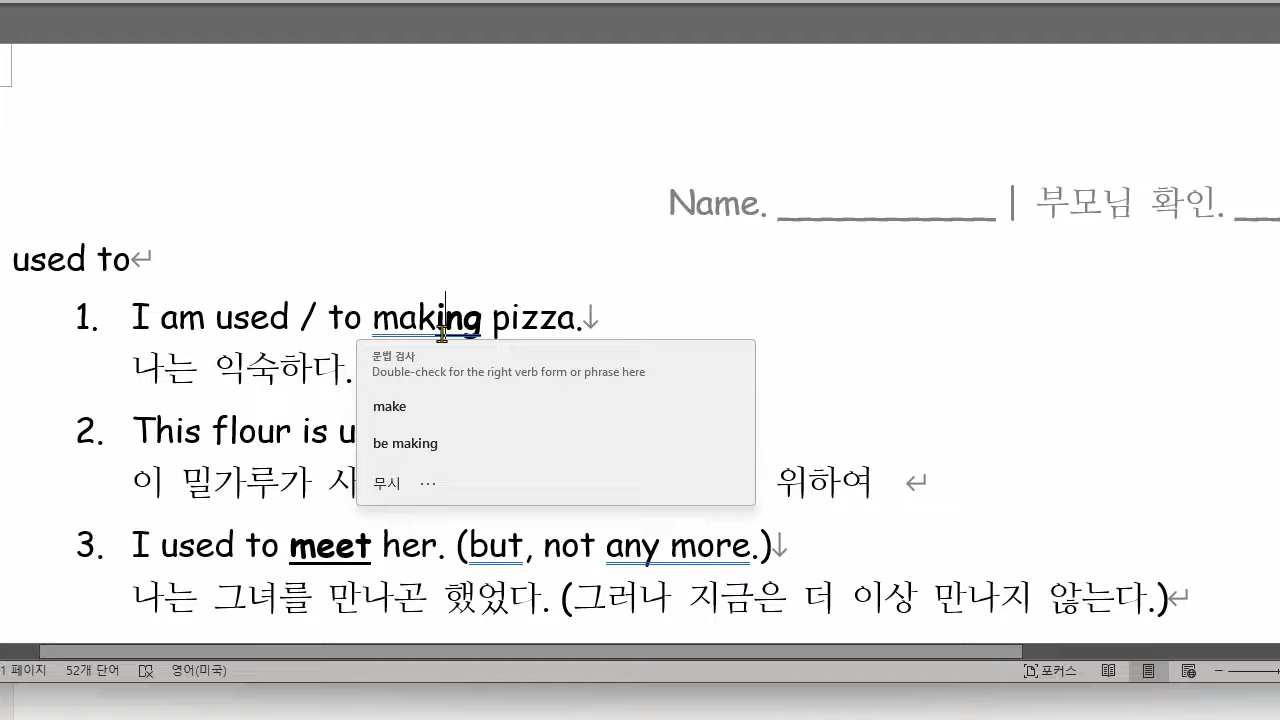 Name. ___________ | 부모님 확인. __
used to↵
1. I am used / to making pizza.↓
나는 익숙하다.
문법 검사
Double-check for the right verb form or phrase here
make
be making
무시 ···
2. This flour is u
이 밀가루가 사 위하여 ↵
3. I used to meet her. (but, not any more.)↓
나는 그녀를 만나곤 했었다. (그러나 지금은 더 이상 만나지 않는다.)↵
1 페이지 52개 단어 영어(미국) 포커스